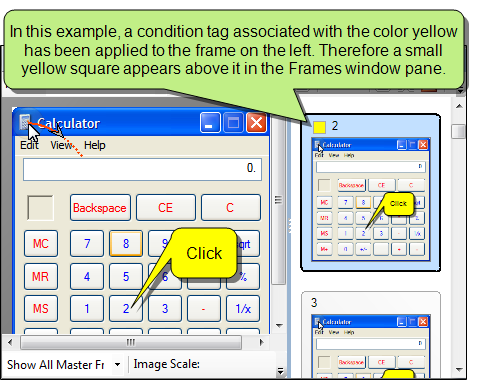 In this example, a condition tag associated with the color yellow
has been applied to the frame on the left. Therefore a small
yellow square appears above it in the Frames window pane.
Calculator
Edit View Help
0.
Backspace CE C
MC 7 8 9 qrt
MR 4 5 6 %
MS 1 2 3 - 1/x
Click
Show All Master Fr
Image Scale:
2
Calculator
Edit View Help
0.
Backspace CE C
MC 7 8 9
MR 4 5 6
MS 1 2 3 - 1/x
M+ 0 +/- . + =
Click
3
Calculator
Edit View Help
0.
Backspace CE C